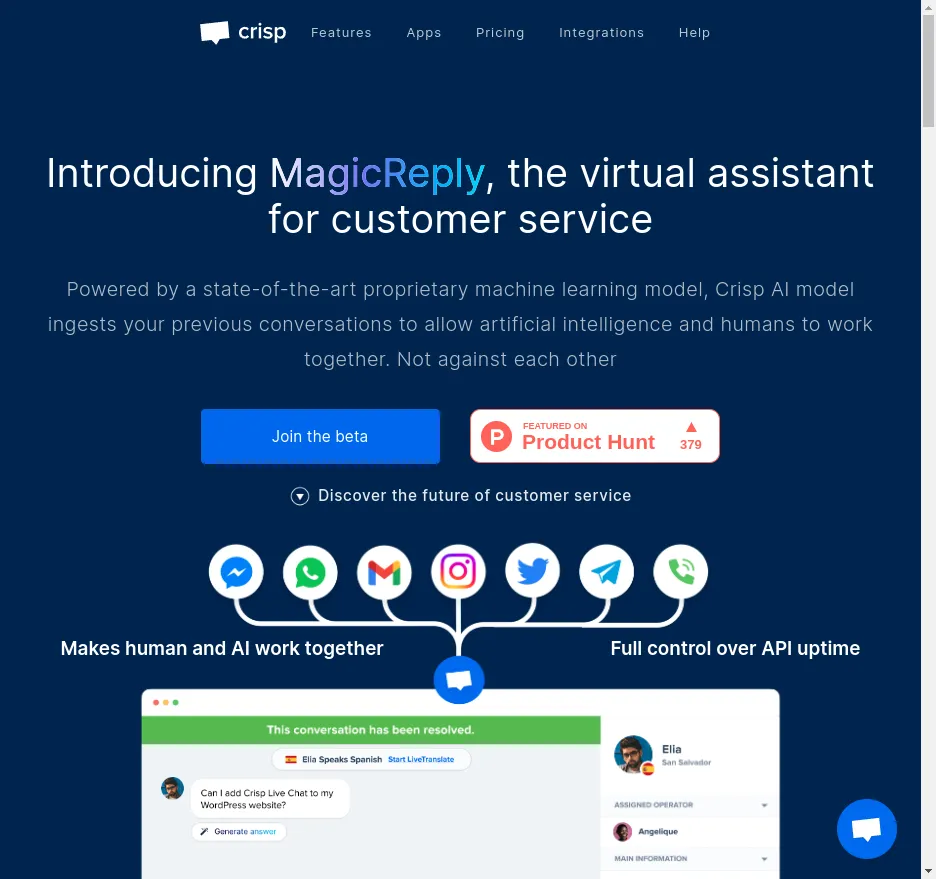 crisp
Features
Apps
Pricing
Integrations
Help
Introducing MagicReply, the virtual assistant
for customer service
Powered by a state-of-the-art proprietary machine learning model, Crisp AI model
ingests your previous conversations to allow artificial intelligence and humans to work
together. Not against each other
Join the beta
P
FEATURED ON
Product Hunt
379
Discover the future of customer service
Makes human and AI work together
Full control over API uptime
This conversation has been resolved.
Elia Speaks Spanish Start LiveTranslate
Can I add Crisp Live Chat to my
WordPress website?
Generate answer
Elia
San Salvador
ASSIGNED OPERATOR
Angelique
MAIN INFORMATION